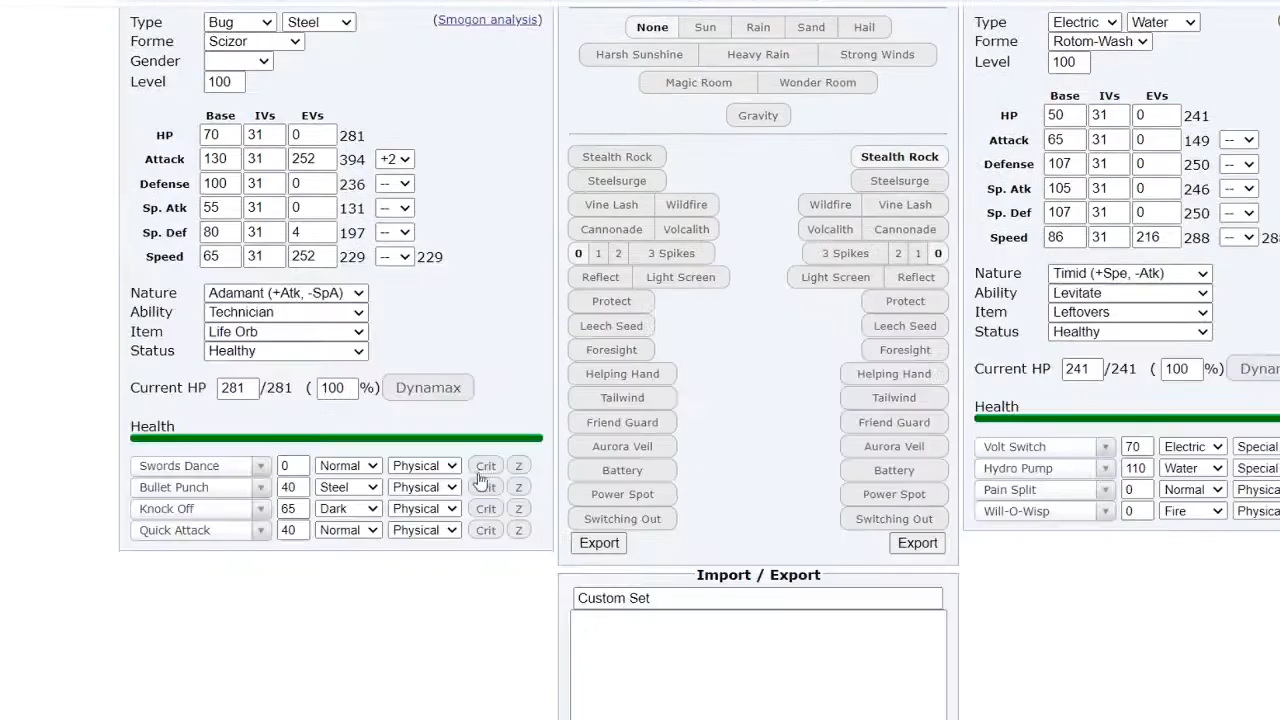 Type Bug Steel (Smogon analysis)
Forme Scizor
Gender
Level 100
Base IVs EVs
HP 70 31 0 281
Attack 130 31 252 394 +2
Defense 100 31 0 236 --
Sp. Atk 55 31 0 131 --
Sp. Def 80 31 4 197 --
Speed 65 31 252 229 -- 229
Nature Adamant (+Atk, -SpA)
Ability Technician
Item Life Orb
Status Healthy
Current HP 281 /281 ( 100 %) Dynamax
Health
Swords Dance 0 Normal Physical Crit Z
Bullet Punch 40 Steel Physical Crit Z
Knock Off 65 Dark Physical Crit Z
Quick Attack 40 Normal Physical Crit Z
None Sun Rain Sand Hail
Harsh Sunshine Heavy Rain Strong Winds
Magic Room Wonder Room
Gravity
Stealth Rock Stealth Rock
Steelsurge Steelsurge
Vine Lash Wildfire Wildfire Vine Lash
Cannonade Volcalith Volcalith Cannonade
0 1 2 3 Spikes 3 Spikes 2 1 0
Reflect Light Screen Light Screen Reflect
Protect Protect
Leech Seed Leech Seed
Foresight Foresight
Helping Hand Helping Hand
Tailwind Tailwind
Friend Guard Friend Guard
Aurora Veil Aurora Veil
Battery Battery
Power Spot Power Spot
Switching Out Switching Out
Export Export
Import / Export
Custom Set
Type Electric Water
Forme Rotom-Wash
Level 100
Base IVs EVs
HP 50 31 0 241
Attack 65 31 0 149 --
Defense 107 31 0 250 --
Sp. Atk 105 31 0 246 --
Sp. Def 107 31 0 250 --
Speed 86 31 216 288 --
Nature Timid (+Spe, -Atk)
Ability Levitate
Item Leftovers
Status Healthy
Current HP 241 /241 ( 100 %) Dyna
Health
Volt Switch 70 Electric Special
Hydro Pump 110 Water Special
Pain Split 0 Normal Physica
Will-O-Wisp 0 Fire Physica